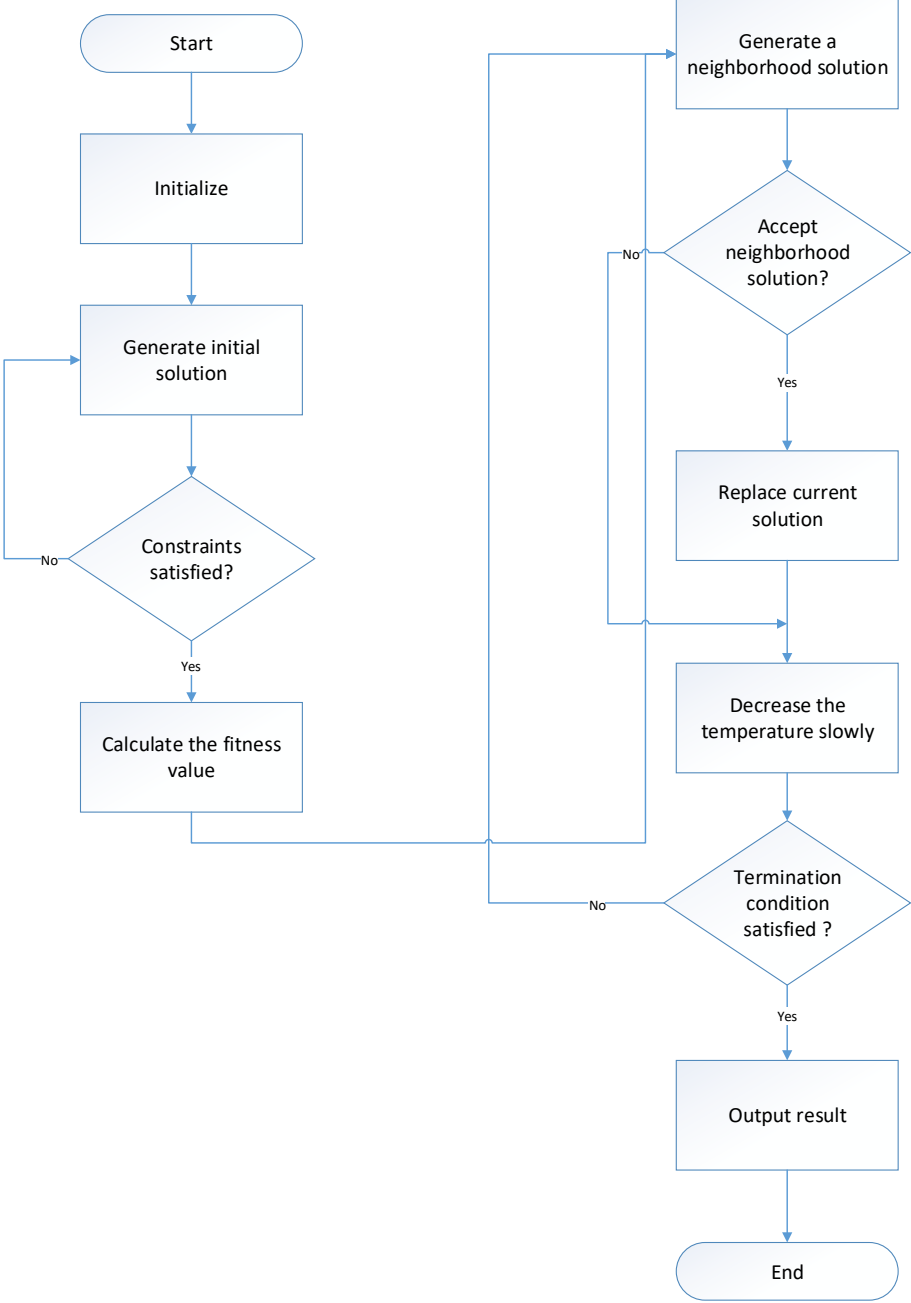 Start
Initialize
Generate initial
solution
Constraints
satisfied?
No
Yes
Calculate the fitness
value
Generate a
neighborhood solution
Accept
neighborhood
solution?
No
Yes
Replace current
solution
Decrease the
temperature slowly
Termination
condition
satisfied ?
No
Yes
Output result
End